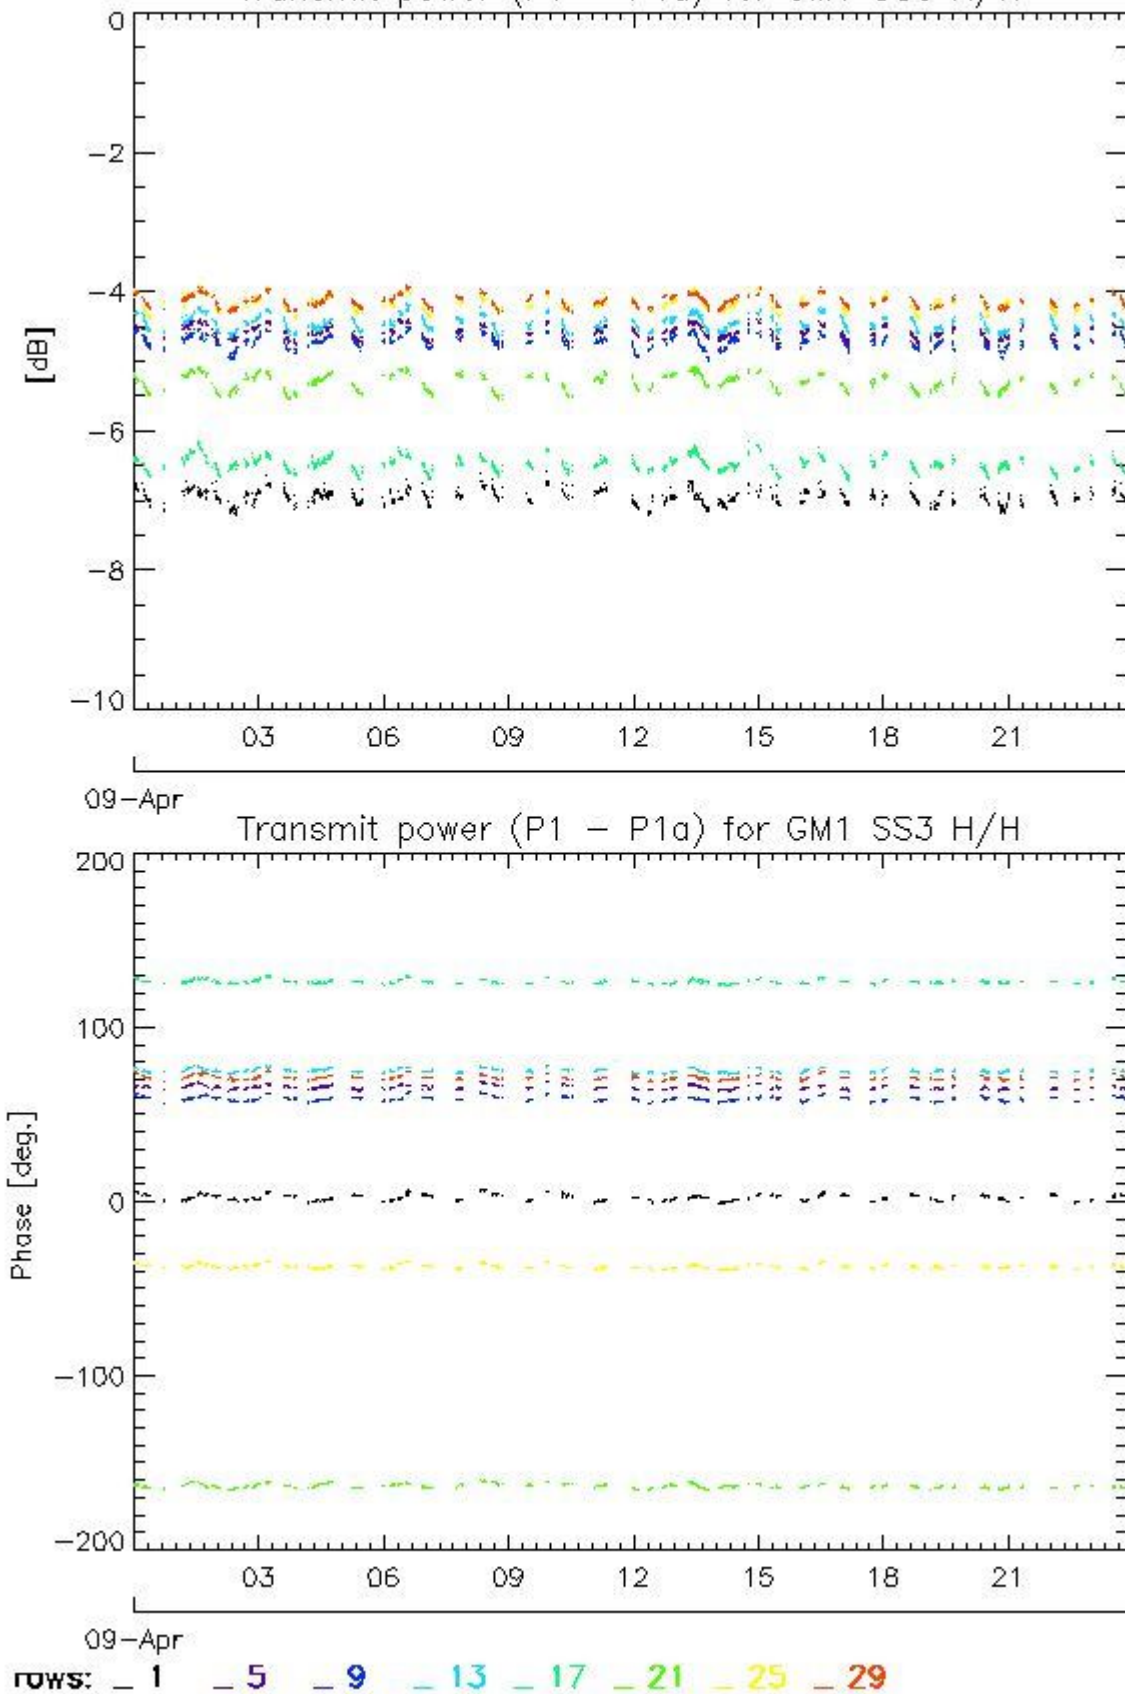 0
−2
−4
[dB]
−6
−8
−10
03 06 09 12 15 18 21
09−Apr
Transmit power (P1 − P1a) for GM1 SS3 H/H
200
100
Phase [deg.]
0
−100
−200
03 06 09 12 15 18 21
09−Apr
rows: _ 1 _ 5 _ 9 _ 13 _ 17 _ 21 _ 25 _ 29